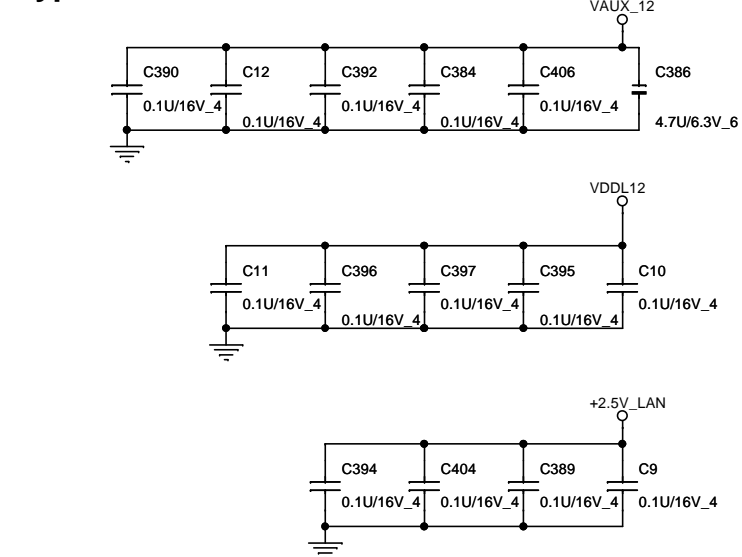 VAUX_12
C390 C12 C392 C384 C406 C386
0.1U/16V_4 0.1U/16V_4 0.1U/16V_4
0.1U/16V_4 0.1U/16V_4 4.7U/6.3V_6
VDDL12
C11 C396 C397 C395 C10
0.1U/16V_4 0.1U/16V_4 0.1U/16V_4
0.1U/16V_4 0.1U/16V_4
+2.5V_LAN
C394 C404 C389 C9
0.1U/16V_4 0.1U/16V_4 0.1U/16V_4 0.1U/16V_4